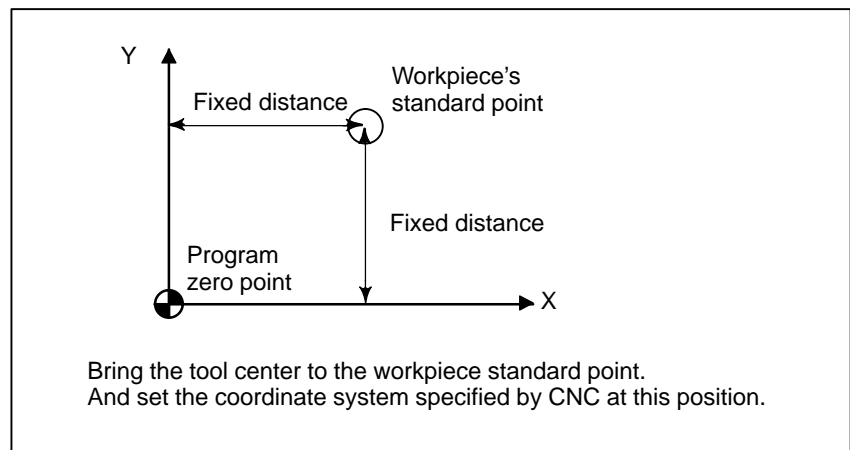 Y
Workpiece's
standard point
Fixed distance
Fixed distance
Program
zero point
X
Bring the tool center to the workpiece standard point.
And set the coordinate system specified by CNC at this position.